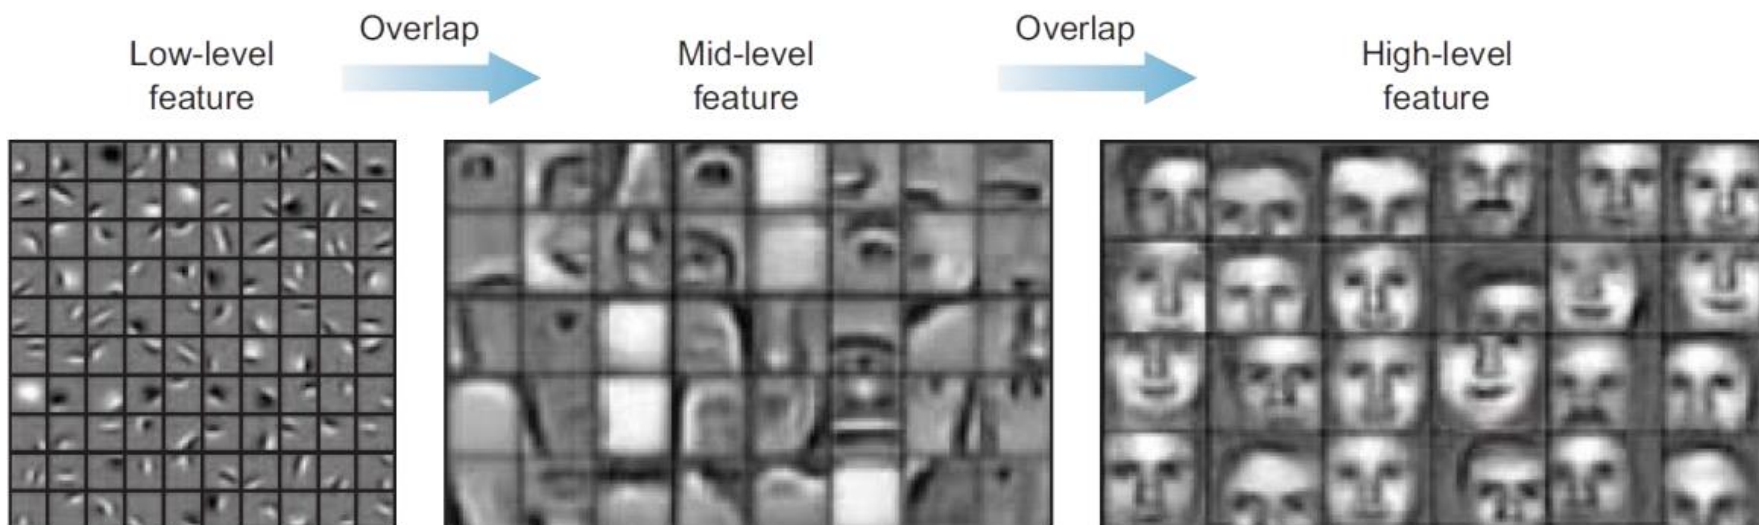 Low-level
feature
Overlap
Mid-level
feature
Overlap
High-level
feature